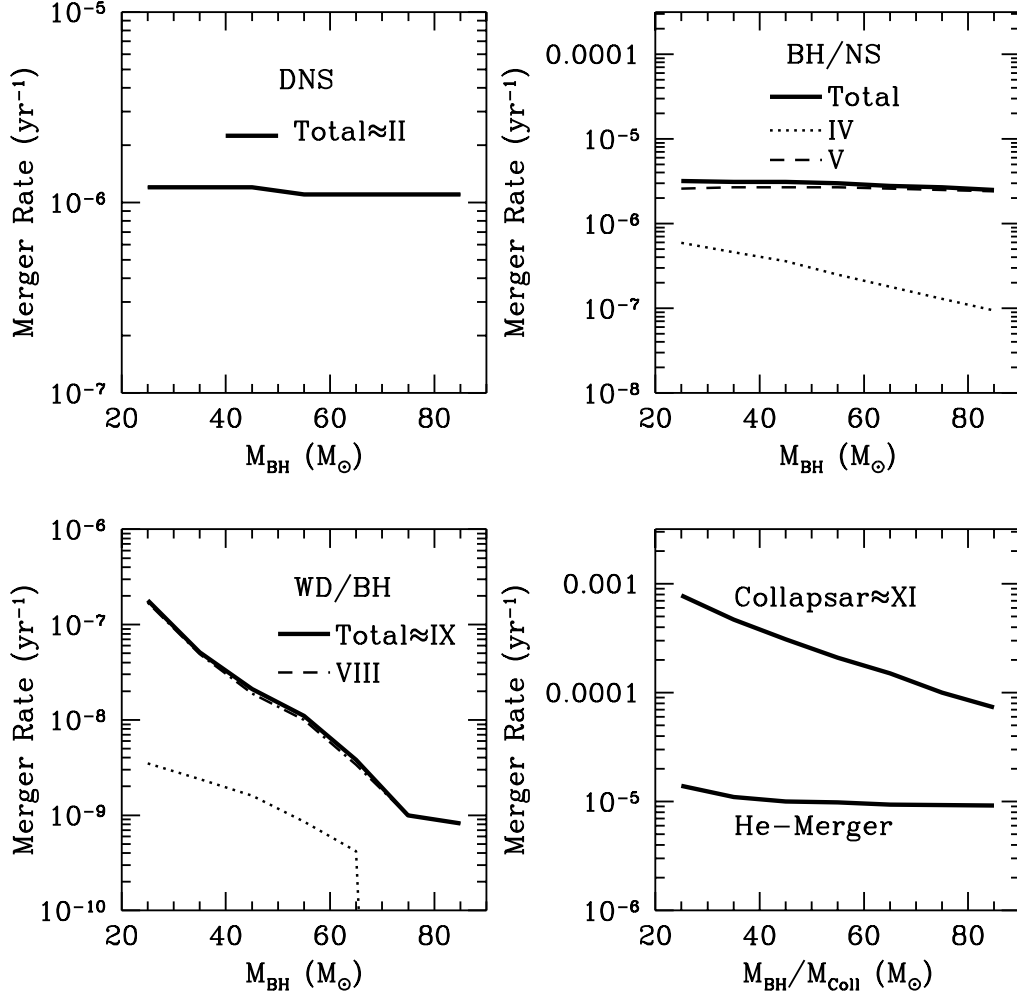 10⁻⁵
10⁻⁶
10⁻⁷
Merger Rate (yr⁻¹)
DNS
Total≈II
20 40 60 80
M_BH (M_⊙)
0.0001
10⁻⁵
10⁻⁶
10⁻⁷
10⁻⁸
Merger Rate (yr⁻¹)
BH/NS
Total
IV
V
20 40 60 80
M_BH (M_⊙)
10⁻⁶
10⁻⁷
10⁻⁸
10⁻⁹
10⁻¹⁰
Merger Rate (yr⁻¹)
WD/BH
Total≈IX
VIII
20 40 60 80
M_BH (M_⊙)
0.001
0.0001
10⁻⁵
10⁻⁶
Merger Rate (yr⁻¹)
Collapsar≈XI
He-Merger
20 40 60 80
M_BH/M_Coll (M_⊙)